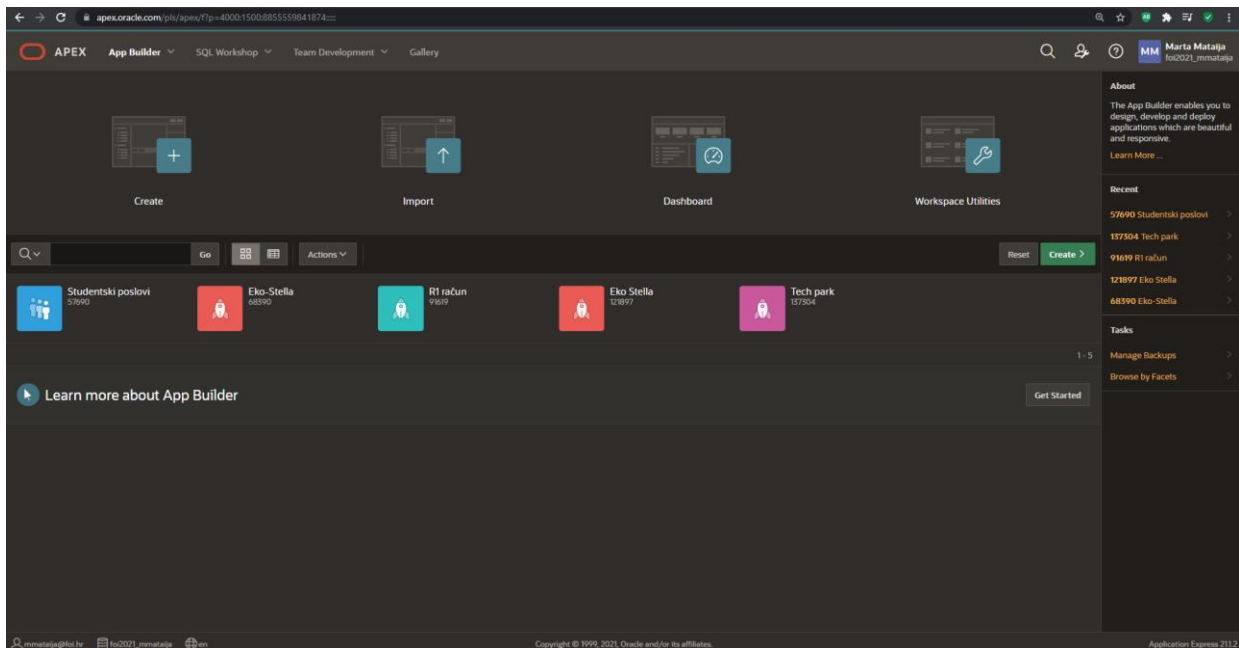 apex.oracle.com/pls/apex/f?p=4000:1500:8855559841874:::::
APEX App Builder SQL Workshop Team Development Gallery
MM Marta Mataija
foi2021_mmataija
Create
Import
Dashboard
Workspace Utilities
Go Actions Reset Create
Studentski poslovi
57690
Eko-Stella
68390
R1 račun
91619
Eko Stella
121897
Tech park
137304
1 - 5
Learn more about App Builder Get Started
About
The App Builder enables you to
design, develop and deploy
applications which are beautiful
and responsive.
Learn More ...
Recent
57690 Studentski poslovi
137304 Tech park
91619 R1 račun
121897 Eko Stella
68390 Eko-Stella
Tasks
Manage Backups
Browse by Facets
mmataija@foi.hr foi2021_mmataija en
Copyright © 1999, 2021, Oracle and/or its affiliates.
Application Express 21.1.2